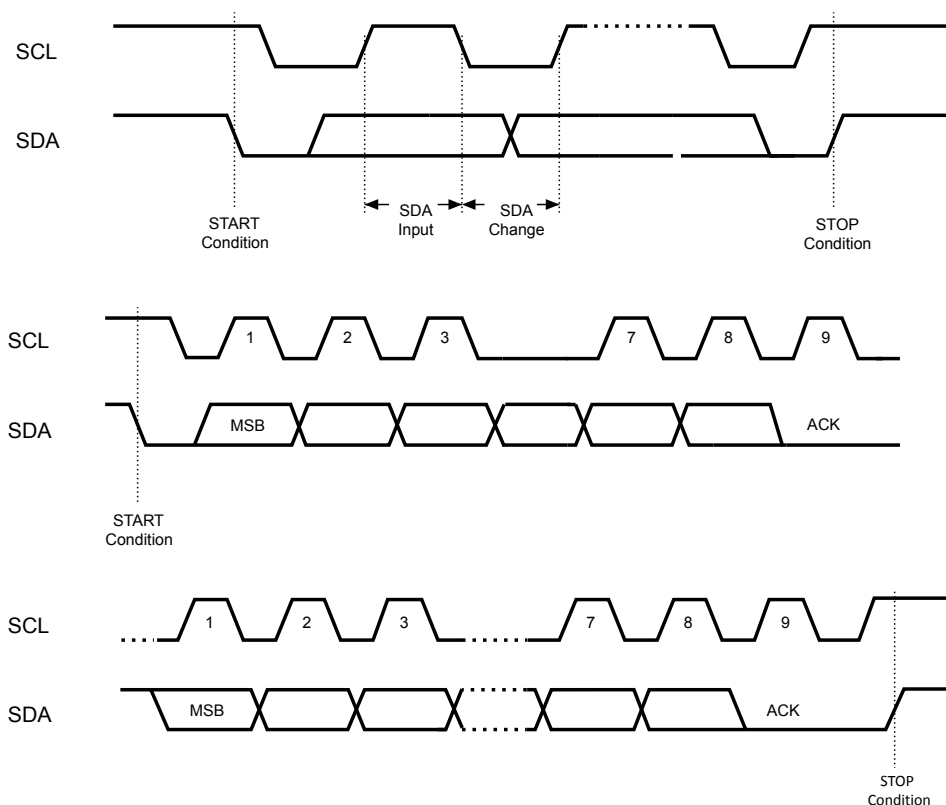 SCL
SDA
SDA
Input
SDA
Change
START
Condition
STOP
Condition
SCL
1 2 3 7 8 9
SDA
MSB ACK
START
Condition
SCL
1 2 3 7 8 9
SDA
MSB ACK
STOP
Condition